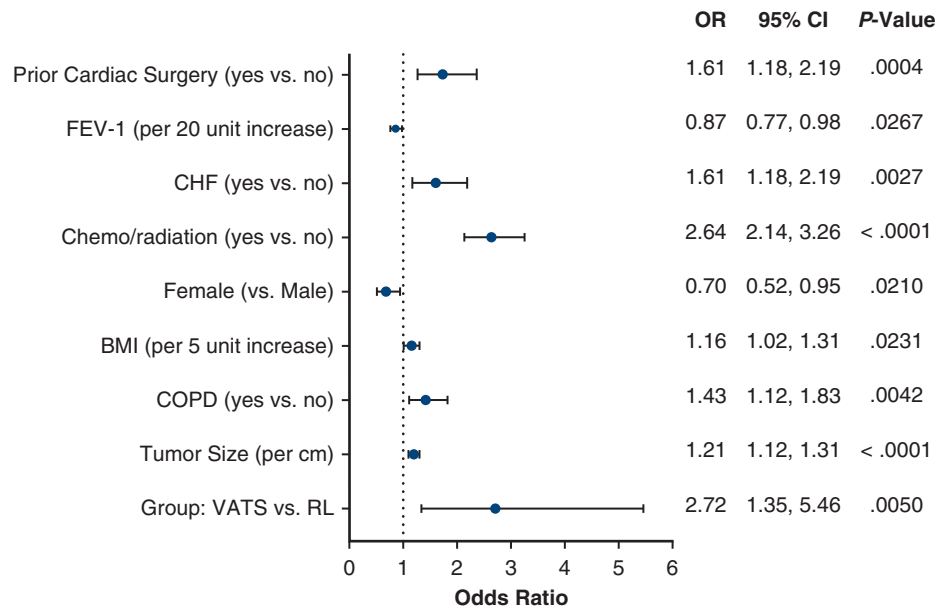 OR 95% CI P-Value
Prior Cardiac Surgery (yes vs. no) 1.61 1.18, 2.19 .0004
FEV-1 (per 20 unit increase) 0.87 0.77, 0.98 .0267
CHF (yes vs. no) 1.61 1.18, 2.19 .0027
Chemo/radiation (yes vs. no) 2.64 2.14, 3.26 < .0001
Female (vs. Male) 0.70 0.52, 0.95 .0210
BMI (per 5 unit increase) 1.16 1.02, 1.31 .0231
COPD (yes vs. no) 1.43 1.12, 1.83 .0042
Tumor Size (per cm) 1.21 1.12, 1.31 < .0001
Group: VATS vs. RL 2.72 1.35, 5.46 .0050
0 1 2 3 4 5 6
Odds Ratio